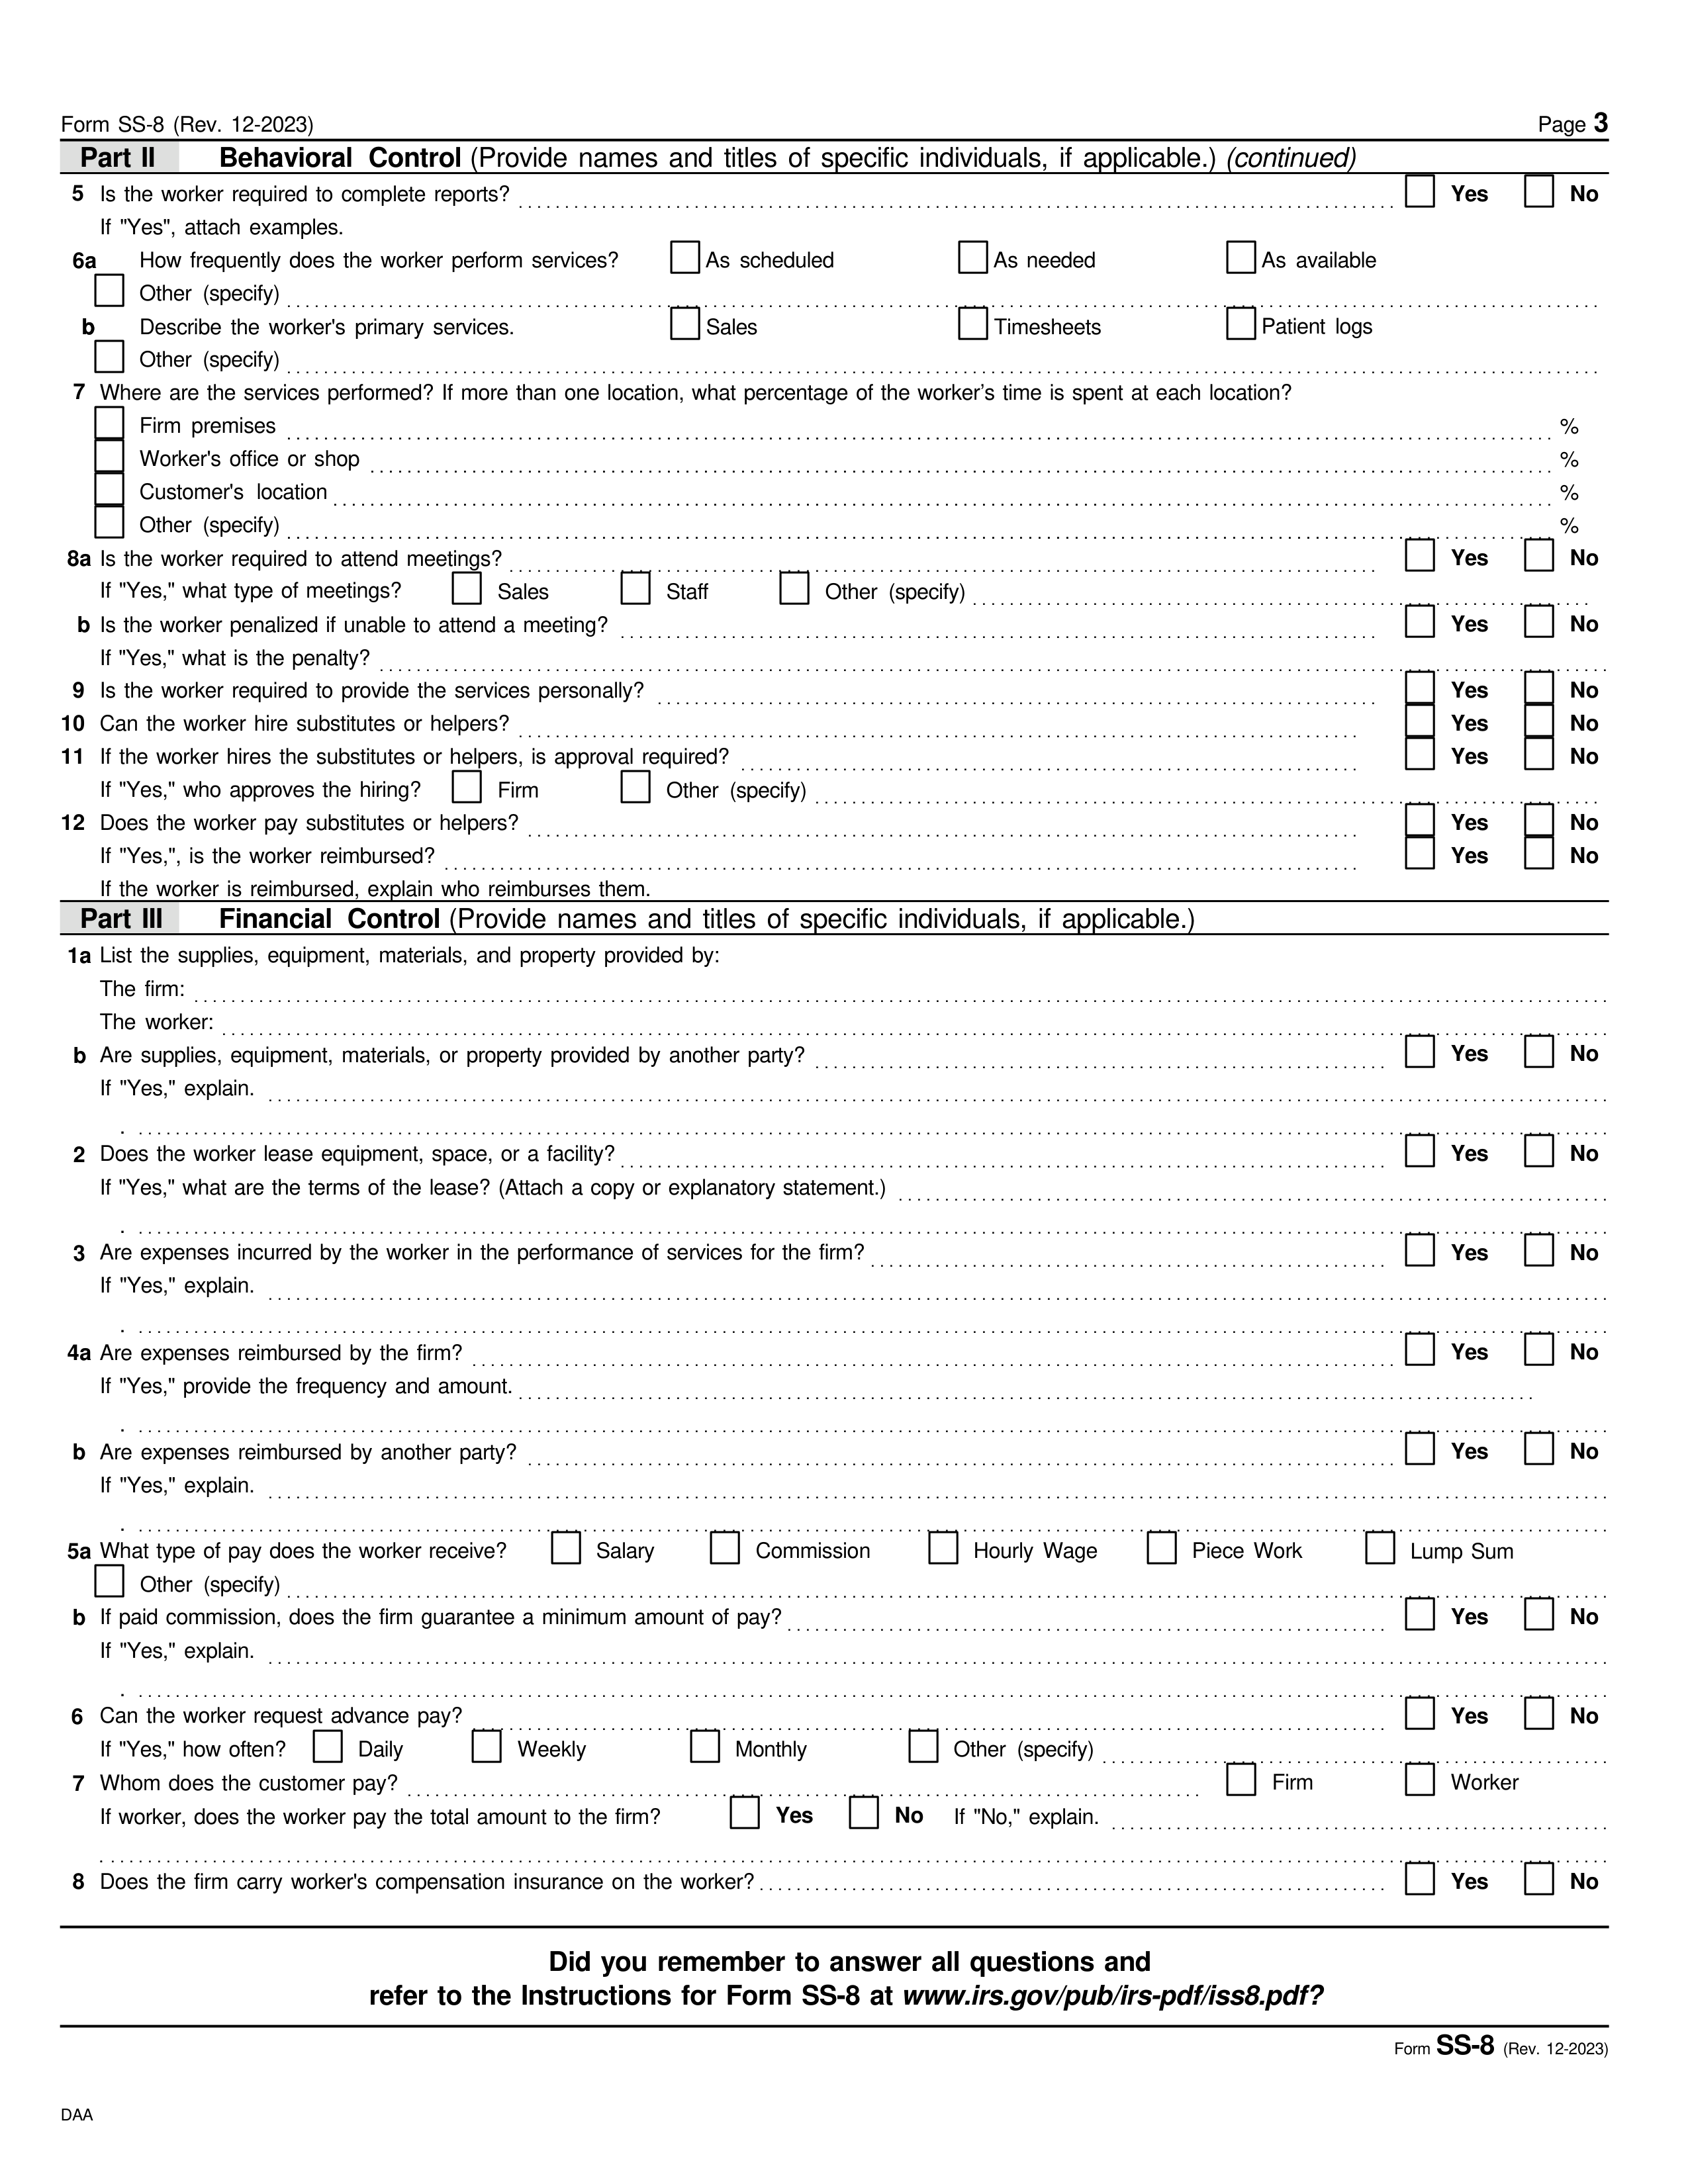 Form SS-8 (Rev. 12-2023) Page 3
Part II Behavioral Control (Provide names and titles of specific individuals, if applicable.) (continued)
5 Is the worker required to complete reports? Yes No
If "Yes", attach examples.
6a How frequently does the worker perform services? As scheduled As needed As available
Other (specify)
b Describe the worker's primary services. Sales Timesheets Patient logs
Other (specify)
7 Where are the services performed? If more than one location, what percentage of the worker's time is spent at each location?
Firm premises %
Worker's office or shop %
Customer's location %
Other (specify) %
8a Is the worker required to attend meetings? Yes No
If "Yes," what type of meetings? Sales Staff Other (specify)
b Is the worker penalized if unable to attend a meeting? Yes No
If "Yes," what is the penalty?
9 Is the worker required to provide the services personally? Yes No
10 Can the worker hire substitutes or helpers? Yes No
11 If the worker hires the substitutes or helpers, is approval required? Yes No
If "Yes," who approves the hiring? Firm Other (specify)
12 Does the worker pay substitutes or helpers? Yes No
If "Yes,", is the worker reimbursed? Yes No
If the worker is reimbursed, explain who reimburses them.
Part III Financial Control (Provide names and titles of specific individuals, if applicable.)
1a List the supplies, equipment, materials, and property provided by:
The firm:
The worker:
b Are supplies, equipment, materials, or property provided by another party? Yes No
If "Yes," explain.
2 Does the worker lease equipment, space, or a facility? Yes No
If "Yes," what are the terms of the lease? (Attach a copy or explanatory statement.)
3 Are expenses incurred by the worker in the performance of services for the firm? Yes No
If "Yes," explain.
4a Are expenses reimbursed by the firm? Yes No
If "Yes," provide the frequency and amount.
b Are expenses reimbursed by another party? Yes No
If "Yes," explain.
5a What type of pay does the worker receive? Salary Commission Hourly Wage Piece Work Lump Sum
Other (specify)
b If paid commission, does the firm guarantee a minimum amount of pay? Yes No
If "Yes," explain.
6 Can the worker request advance pay? Yes No
If "Yes," how often? Daily Weekly Monthly Other (specify)
7 Whom does the customer pay? Firm Worker
If worker, does the worker pay the total amount to the firm? Yes No If "No," explain.
8 Does the firm carry worker's compensation insurance on the worker? Yes No
Did you remember to answer all questions and
refer to the Instructions for Form SS-8 at www.irs.gov/pub/irs-pdf/iss8.pdf?
Form SS-8 (Rev. 12-2023)
DAA